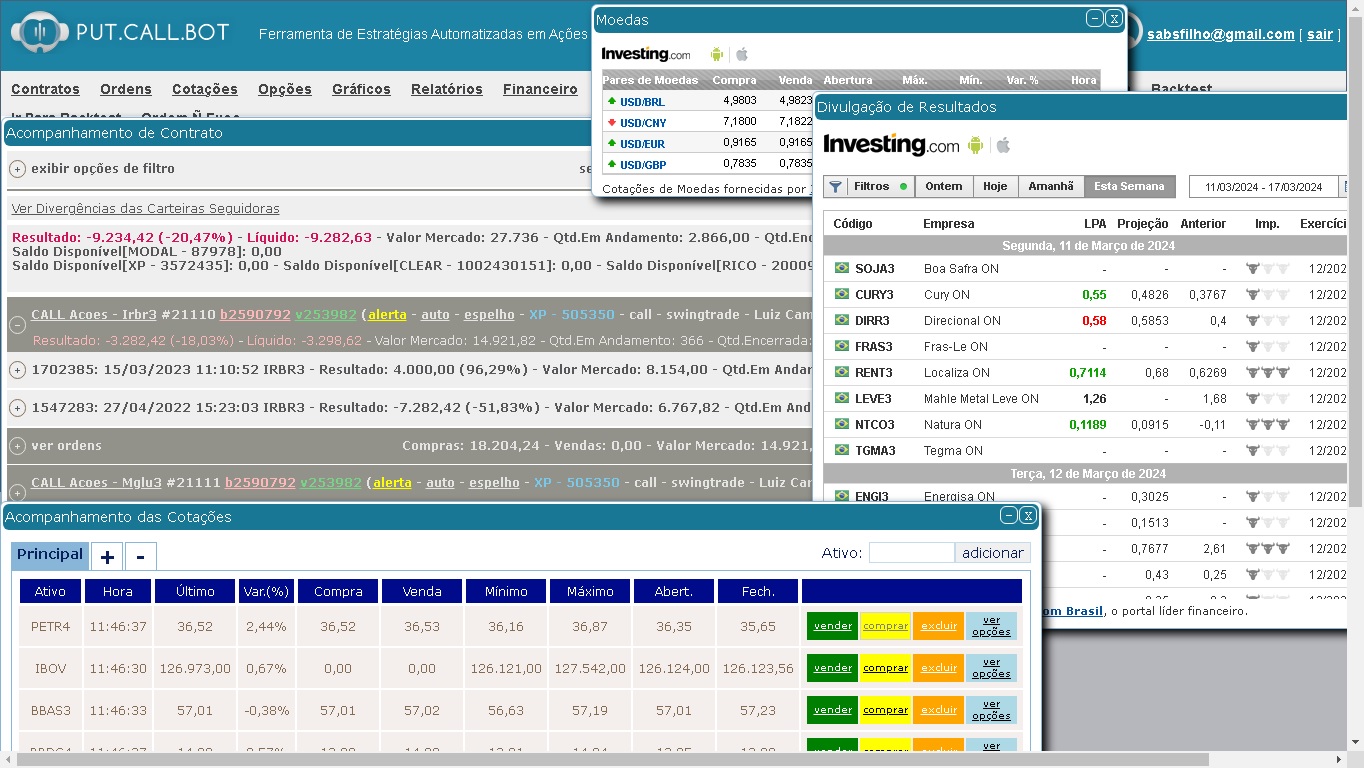 PUT.CALL.BOT
Ferramenta de Estratégias Automatizadas em Ações
sabsfilho@gmail.com [ sair ]
Contratos Ordens Cotações Opções Gráficos Relatórios Financeiro Backtest
Ir Para Backtest Ordem Ñ Exec
Moedas
Investing.com
Pares de Moedas Compra Venda Abertura Máx. Mín. Var. % Hora
USD/BRL 4,9803 4,9823
USD/CNY 7,1800 7,1822
USD/EUR 0,9165 0,9165
USD/GBP 0,7835 0,7835
Cotações de Moedas fornecidas por
Divulgação de Resultados
Investing.com
Filtros Ontem Hoje Amanhã Esta Semana 11/03/2024 - 17/03/2024
Código Empresa LPA Projeção Anterior Imp. Exercíci
Segunda, 11 de Março de 2024
SOJA3 Boa Safra ON - - - 12/202
CURY3 Cury ON 0,55 0,4826 0,3767 12/202
DIRR3 Direcional ON 0,58 0,5853 0,4 12/202
FRAS3 Fras-Le ON - - - 12/202
RENT3 Localiza ON 0,7114 0,68 0,6269 12/202
LEVE3 Mahle Metal Leve ON 1,26 - 1,68 12/202
NTCO3 Natura ON 0,1189 0,0915 -0,11 12/202
TGMA3 Tegma ON - - - 12/202
Terça, 12 de Março de 2024
ENGI3 Energisa ON - 0,3025 - 12/202
- 0,1513 - 12/202
- 0,7677 2,61 12/202
- 0,43 0,25 12/202
om Brasil, o portal líder financeiro.
Acompanhamento de Contrato
exibir opções de filtro se
Ver Divergências das Carteiras Seguidoras
Resultado: -9.234,42 (-20,47%) - Líquido: -9.282,63 - Valor Mercado: 27.736 - Qtd.Em Andamento: 2.866,00 - Qtd.Enc
Saldo Disponível[MODAL - 87978]: 0,00
Saldo Disponível[XP - 3572435]: 0,00 - Saldo Disponível[CLEAR - 1002430151]: 0,00 - Saldo Disponível[RICO - 20009
CALL Acoes - Irbr3 #21110 b2590792 v253982 (alerta - auto - espelho - XP - 505350 - call - swingtrade - Luiz Cam
Resultado: -3.282,42 (-18,03%) - Líquido: -3.298,62 - Valor Mercado: 14.921,82 - Qtd.Em Andamento: 366 - Qtd.Encerrada:
1702385: 15/03/2023 11:10:52 IRBR3 - Resultado: 4.000,00 (96,29%) - Valor Mercado: 8.154,00 - Qtd.Em Andar
1547283: 27/04/2022 15:23:03 IRBR3 - Resultado: -7.282,42 (-51,83%) - Valor Mercado: 6.767,82 - Qtd.Em And
ver ordens Compras: 18.204,24 - Vendas: 0,00 - Valor Mercado: 14.921,
CALL Acoes - Mglu3 #21111 b2590792 v253982 (alerta - auto - espelho - XP - 505350 - call - swingtrade - Luiz Car
Acompanhamento das Cotações
Principal + -
Ativo: adicionar
Ativo Hora Último Var.(%) Compra Venda Mínimo Máximo Abert. Fech.
PETR4 11:46:37 36,52 2,44% 36,52 36,53 36,16 36,87 36,35 35,65 vender comprar excluir ver opções
IBOV 11:46:30 126.973,00 0,67% 0,00 0,00 126.121,00 127.542,00 126.124,00 126.123,56 vender comprar excluir ver opções
BBAS3 11:46:33 57,01 -0,38% 57,01 57,02 56,63 57,19 57,01 57,23 vender comprar excluir ver opções
ver